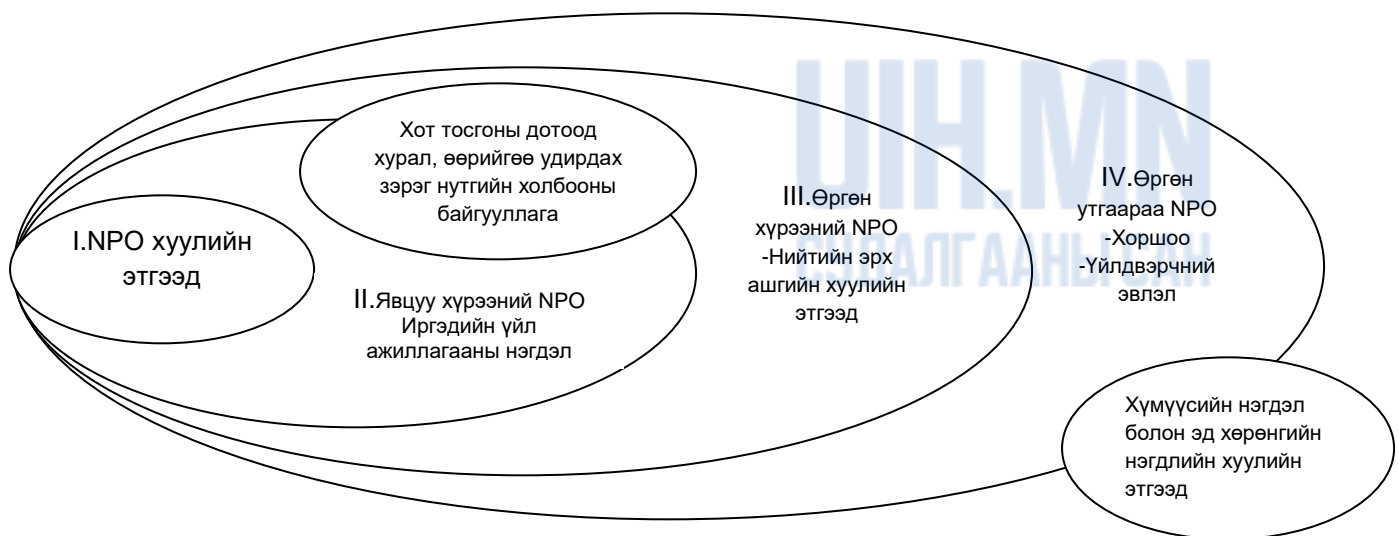 UIH.MN
СУДАЛГААНЫ САН
Хот тосгоны дотоод
хурал, өөрийгөө удирдах
зэрэг нутгийн холбооны
байгууллага
I.NPO хуулийн
этгээд
II.Явцуу хүрээний NPO
Иргэдийн үйл
ажиллагааны нэгдэл
III.Өргөн
хүрээний NPO
-Нийтийн эрх
ашгийн хуулийн
этгээд
IV.Өргөн
утгаараа NPO
-Хоршоо
-Үйлдвэрчний
эвлэл
Хүмүүсийн нэгдэл
болон эд хөрөнгийн
нэгдлийн хуулийн
этгээд